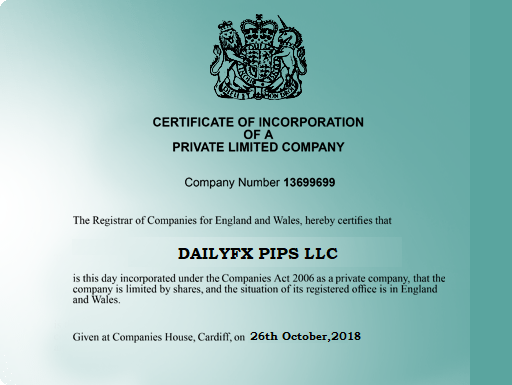 CERTIFICATE OF INCORPORATION
OF A
PRIVATE LIMITED COMPANY
Company Number 13699699
The Registrar of Companies for England and Wales, hereby certifies that
DAILYFX PIPS LLC
is this day incorporated under the Companies Act 2006 as a private company, that the
company is limited by shares, and the situation of its registered office is in England
and Wales.
Given at Companies House, Cardiff, on 26th October,2018